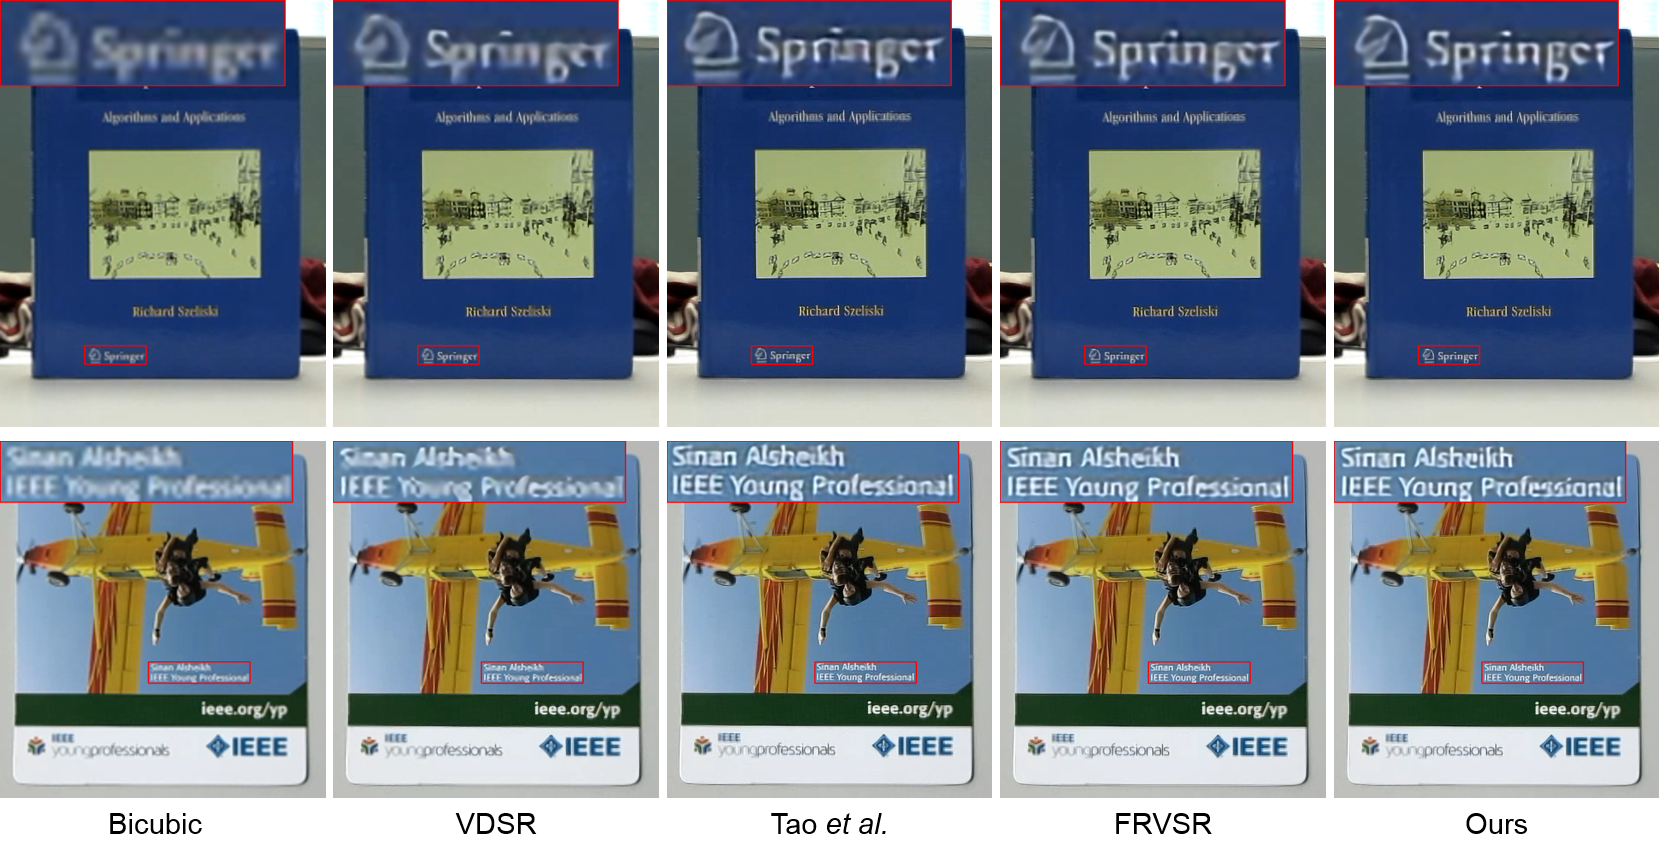 Springer Springer Springer Springer Springer
Algorithms and Applications Algorithms and Applications Algorithms and Applications Algorithms and Applications Algorithms and Applications
Richard Szeliski Richard Szeliski Richard Szeliski Richard Szeliski Richard Szeliski
Springer Springer Springer Springer Springer
Sinan Alsheikh Sinan Alsheikh Sinan Alsheikh Sinan Alsheikh Sinan Alsheikh
IEEE Young Professional IEEE Young Professional IEEE Young Professional IEEE Young Professional IEEE Young Professional
Sinan Alsheikh Sinan Alsheikh Sinan Alsheikh Sinan Alsheikh Sinan Alsheikh
IEEE Young Professional IEEE Young Professional IEEE Young Professional IEEE Young Professional IEEE Young Professional
ieee.org/yp ieee.org/yp ieee.org/yp ieee.org/yp ieee.org/yp
IEEE IEEE IEEE IEEE IEEE
youngprofessionals IEEE youngprofessionals IEEE youngprofessionals IEEE youngprofessionals IEEE youngprofessionals IEEE
Bicubic VDSR Tao et al. FRVSR Ours